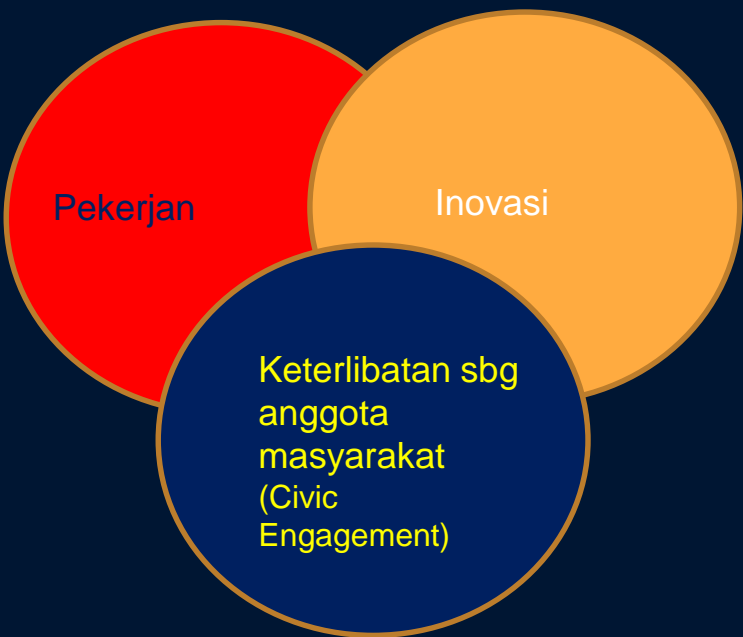 Pekerjan
Inovasi
Keterlibatan sbg
anggota
masyarakat
(Civic
Engagement)